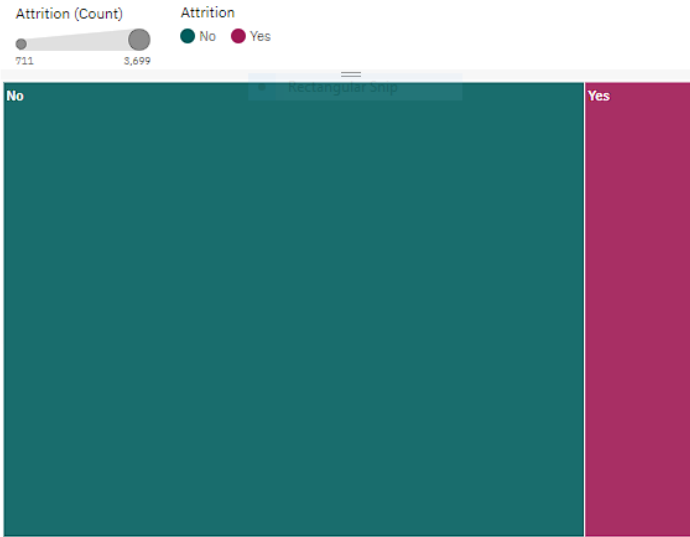 Attrition (Count)
Attrition
No
Yes
711
3,699
Rectangular Snip
No
Yes